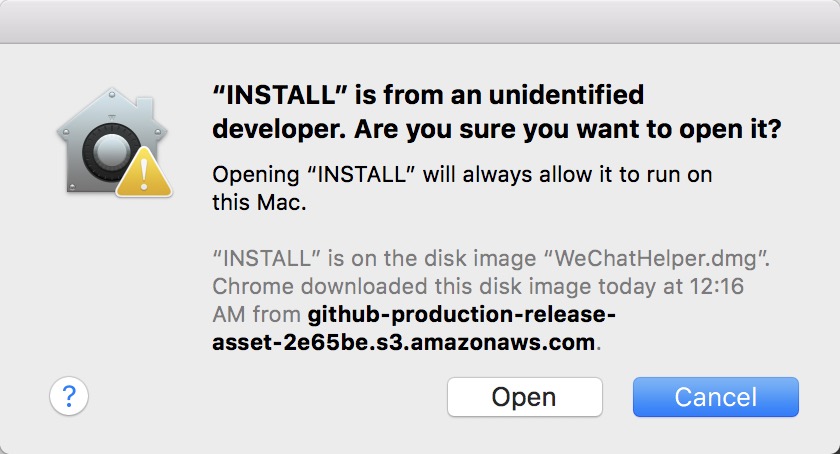 “INSTALL” is from an unidentified
developer. Are you sure you want to open it?
Opening “INSTALL” will always allow it to run on
this Mac.
“INSTALL” is on the disk image “WeChatHelper.dmg”.
Chrome downloaded this disk image today at 12:16
AM from github-production-release-
asset-2e65be.s3.amazonaws.com.
?
Open
Cancel